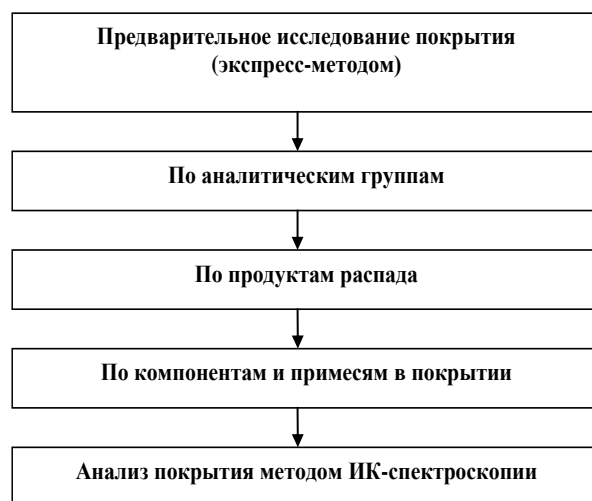 Предварительное исследование покрытия
(экспресс-методом)
По аналитическим группам
По продуктам распада
По компонентам и примесям в покрытии
Анализ покрытия методом ИК-спектроскопии